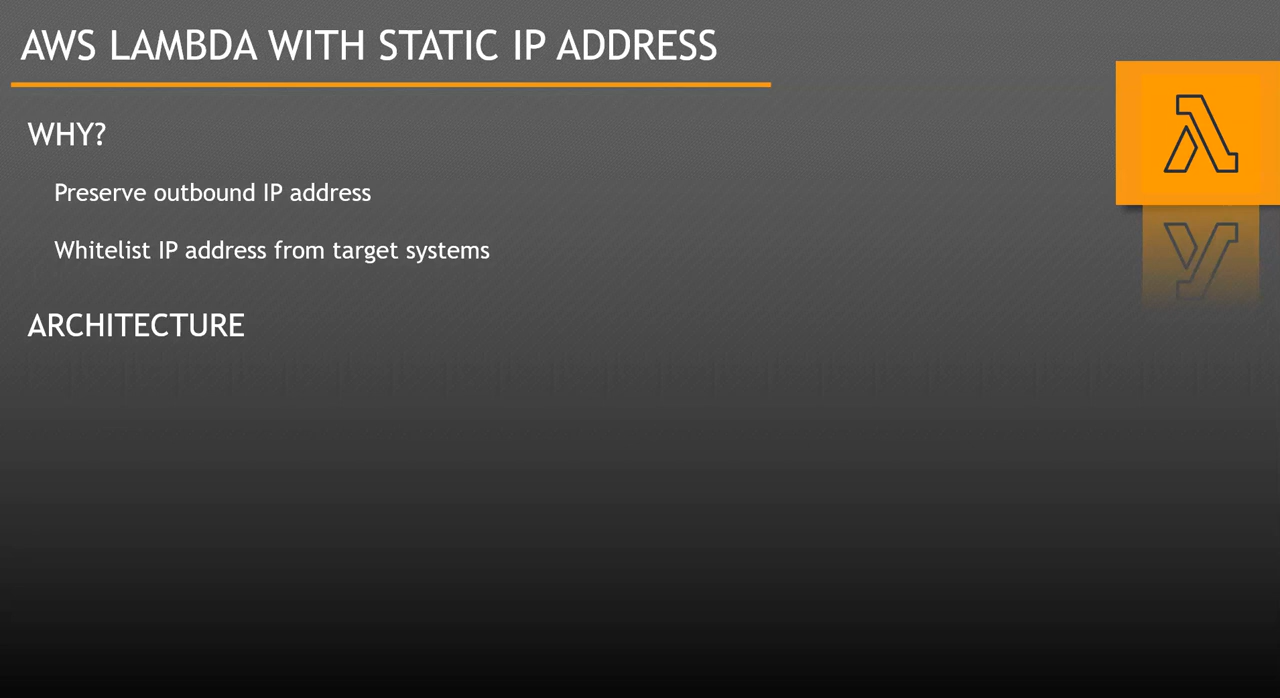 AWS LAMBDA WITH STATIC IP ADDRESS
WHY?
Preserve outbound IP address
Whitelist IP address from target systems
ARCHITECTURE